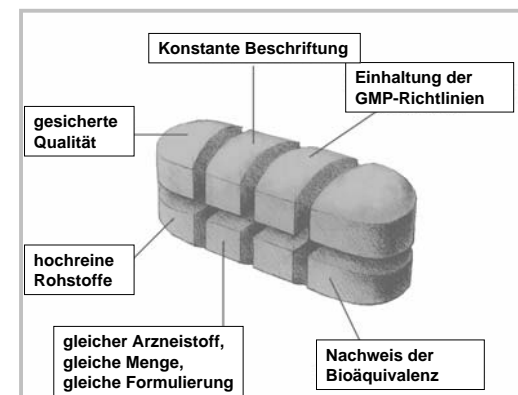 Konstante Beschriftung
Einhaltung der
GMP-Richtlinien
gesicherte
Qualität
hochreine
Rohstoffe
gleicher Arzneistoff,
gleiche Menge,
gleiche Formulierung
Nachweis der
Bioäquivalenz